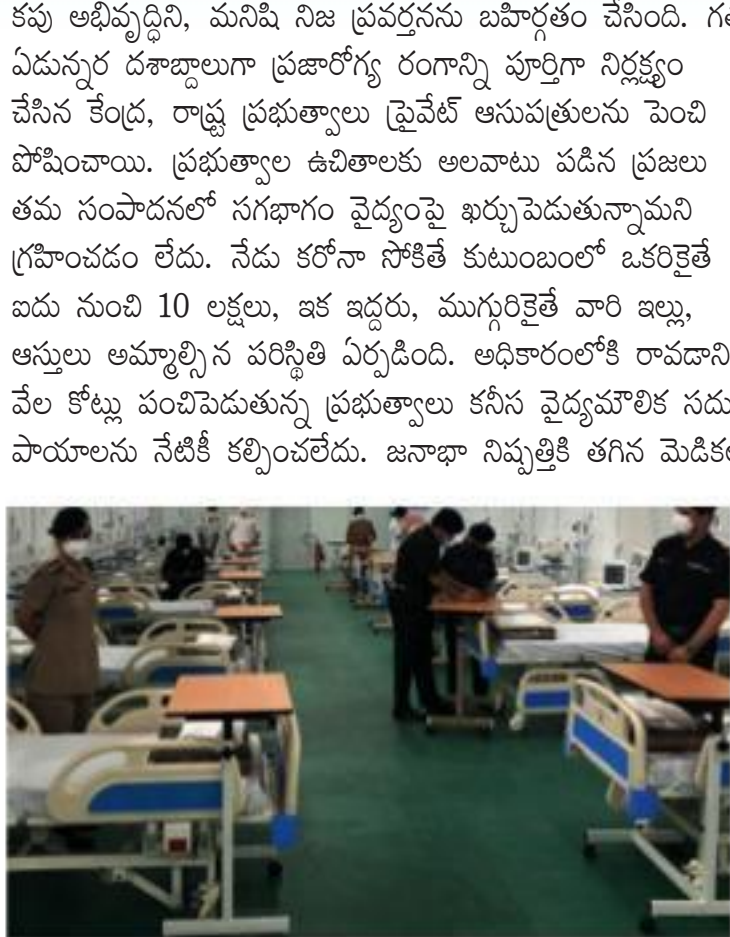 కపు అభివృద్ధిని, మనిషి నిజ ప్రవర్తనను బహిర్గతం చేసింది.
ఏడున్నర దశాబ్దాలుగా ప్రజారోగ్య రంగాన్ని పూర్తిగా నిర్లక్ష్యం
చేసిన కేంద్ర, రాష్ట్ర ప్రభుత్వాలు ప్రైవేట్ ఆసుపత్రులను పెంచి
పోషించాయి. ప్రభుత్వాల ఉచితాలకు అలవాటు పడిన ప్రజలు
తమ సంపాదనలో సగభాగం వైద్యంపై ఖర్చుపెడుతున్నామని
గ్రహించడం లేదు. నేడు కరోనా సోకితే కుటుంబంలో ఒకరికైతే
ఐదు నుంచి 10 లక్షలు, ఇక ఇద్దరు, ముగ్గురికైతే వారి ఇల్లు,
ఆస్తులు అమ్మాల్సిన పరిస్థితి ఏర్పడింది. అధికారంలోకి రావడాని
వేల కోట్లు పంచిపెడుతున్న ప్రభుత్వాలు కనీస వైద్యమౌలిక సదు
పాయాలను నేటికీ కల్పించలేదు. జనాభా నిష్పత్తికి తగిన మెడికల